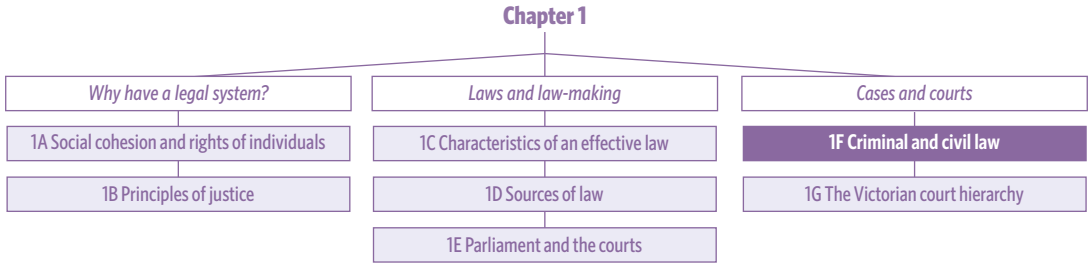 Chapter 1
Why have a legal system?
1A Social cohesion and rights of individuals
1B Principles of justice
Laws and law-making
1C Characteristics of an effective law
1D Sources of law
1E Parliament and the courts
Cases and courts
1F Criminal and civil law
1G The Victorian court hierarchy